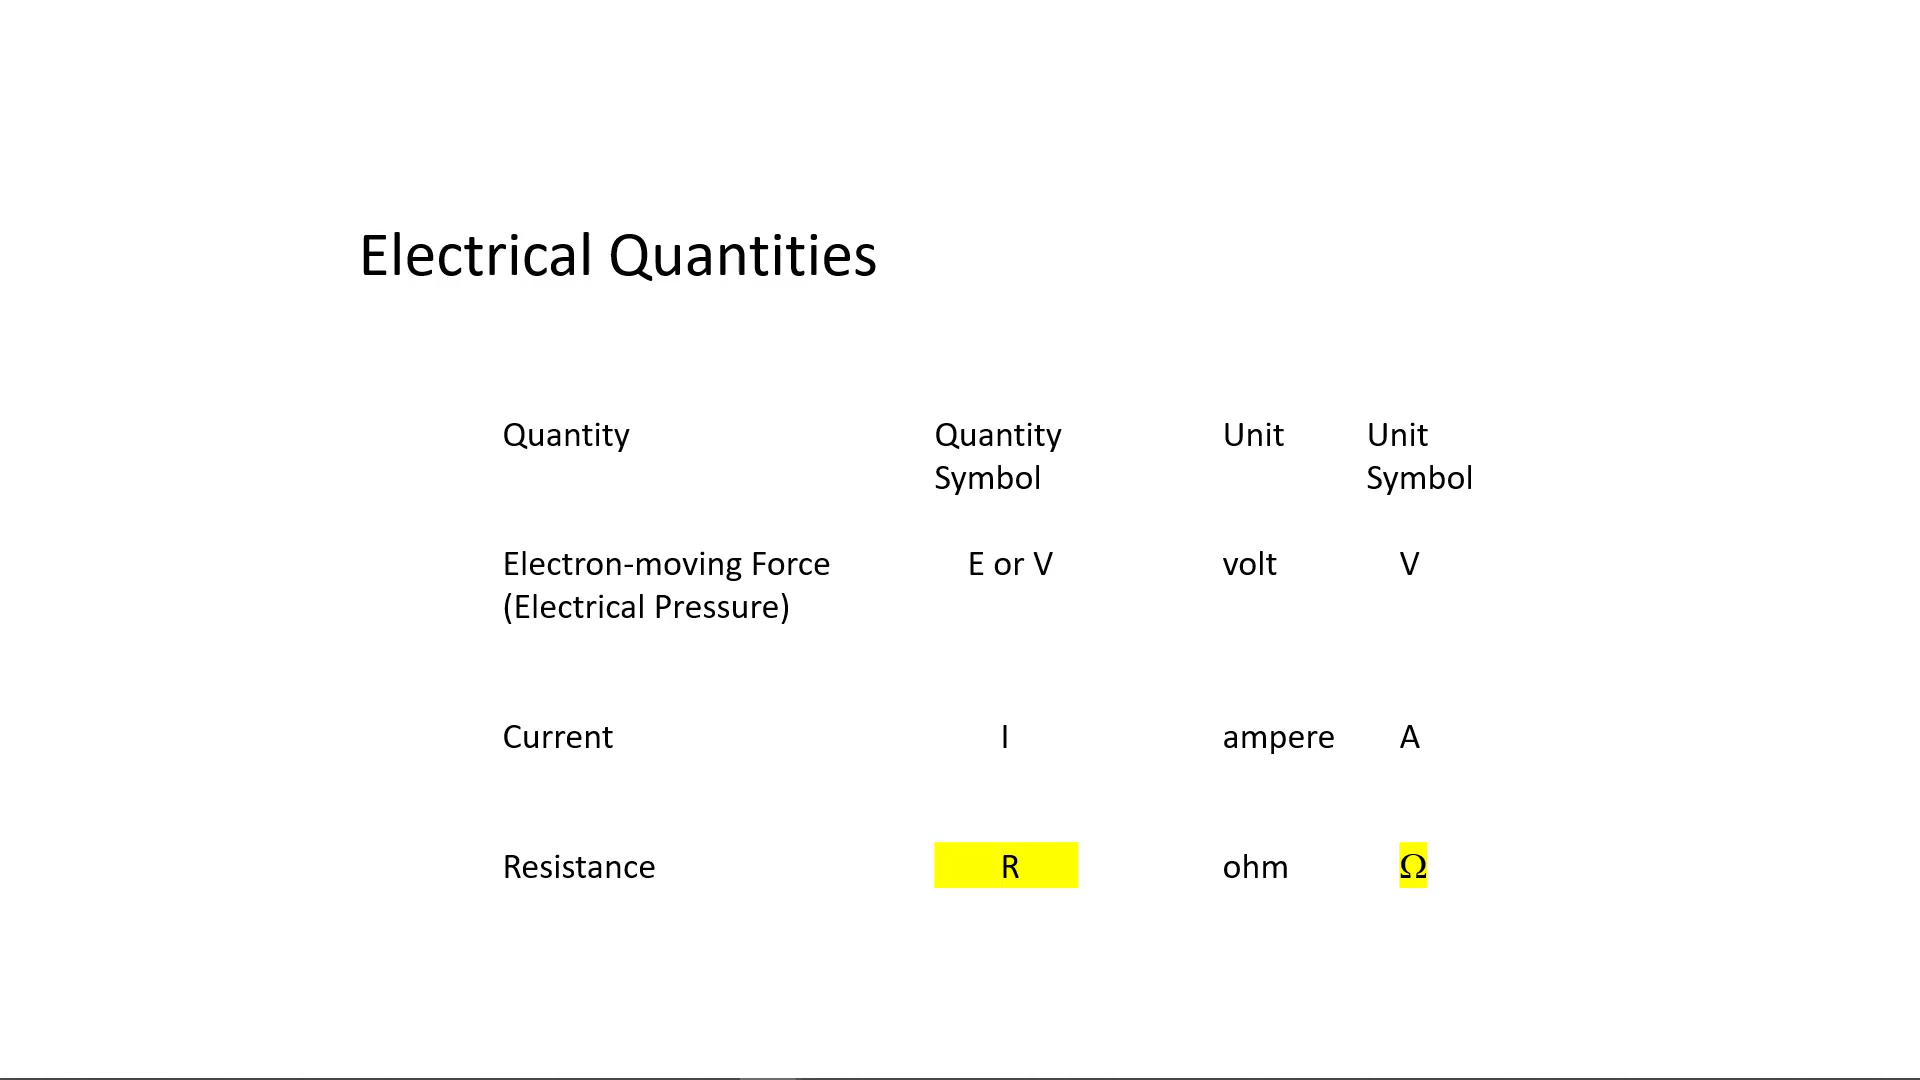 Electrical Quantities
Quantity Quantity Unit Unit
Symbol Symbol
Electron-moving Force E or V volt V
(Electrical Pressure)
Current I ampere A
Resistance R ohm Ω